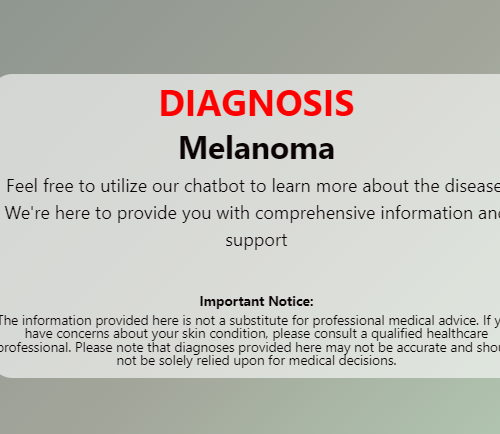 DIAGNOSIS
Melanoma
Feel free to utilize our chatbot to learn more about the disease
We're here to provide you with comprehensive information and
support
Important Notice:
The information provided here is not a substitute for professional medical advice. If y
have concerns about your skin condition, please consult a qualified healthcare
professional. Please note that diagnoses provided here may not be accurate and shou
not be solely relied upon for medical decisions.